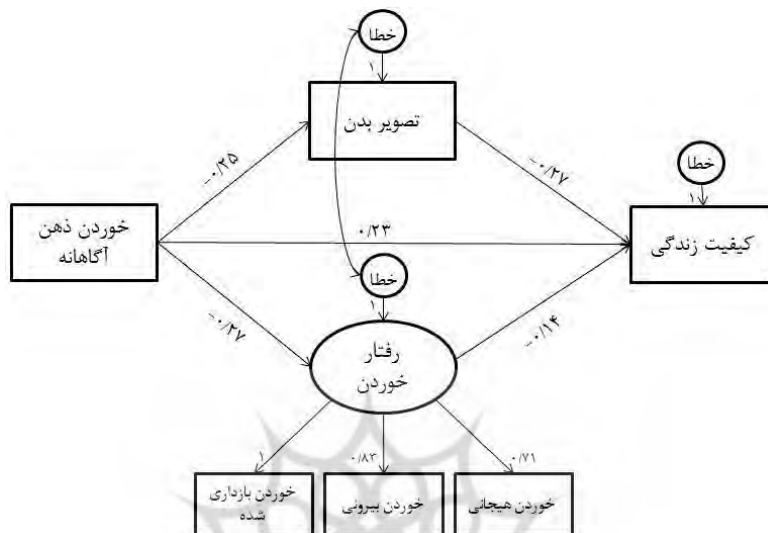 خطا
۱
تصویر بدن
-۰/۲۵
-۰/۲۷
خطا
۱
خوردن ذهن
آگاهانه
۰/۲۳
کیفیت زندگی
خطا
۱
-۰/۲۷
-۰/۱۴
رفتار
خوردن
۱
۰/۸۳
۰/۷۱
خوردن بازداری
شده
خوردن بیرونی
خوردن هیجانی